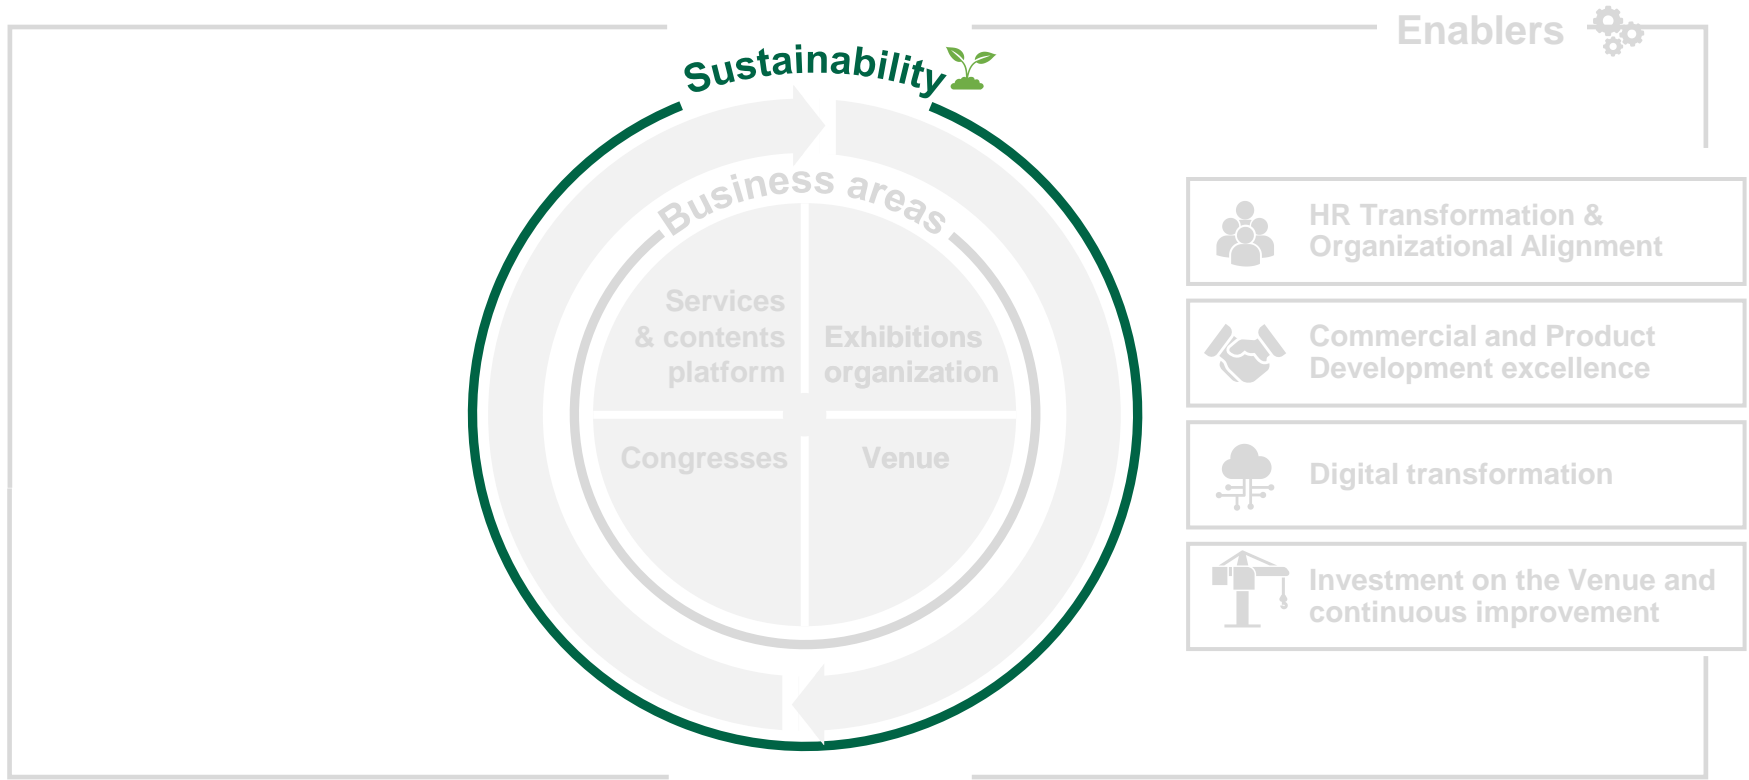 Enablers
Sustainability
Business areas
Services
& contents
platform
Exhibitions
organization
Congresses
Venue
HR Transformation &
Organizational Alignment
Commercial and Product
Development excellence
Digital transformation
Investment on the Venue and
continuous improvement